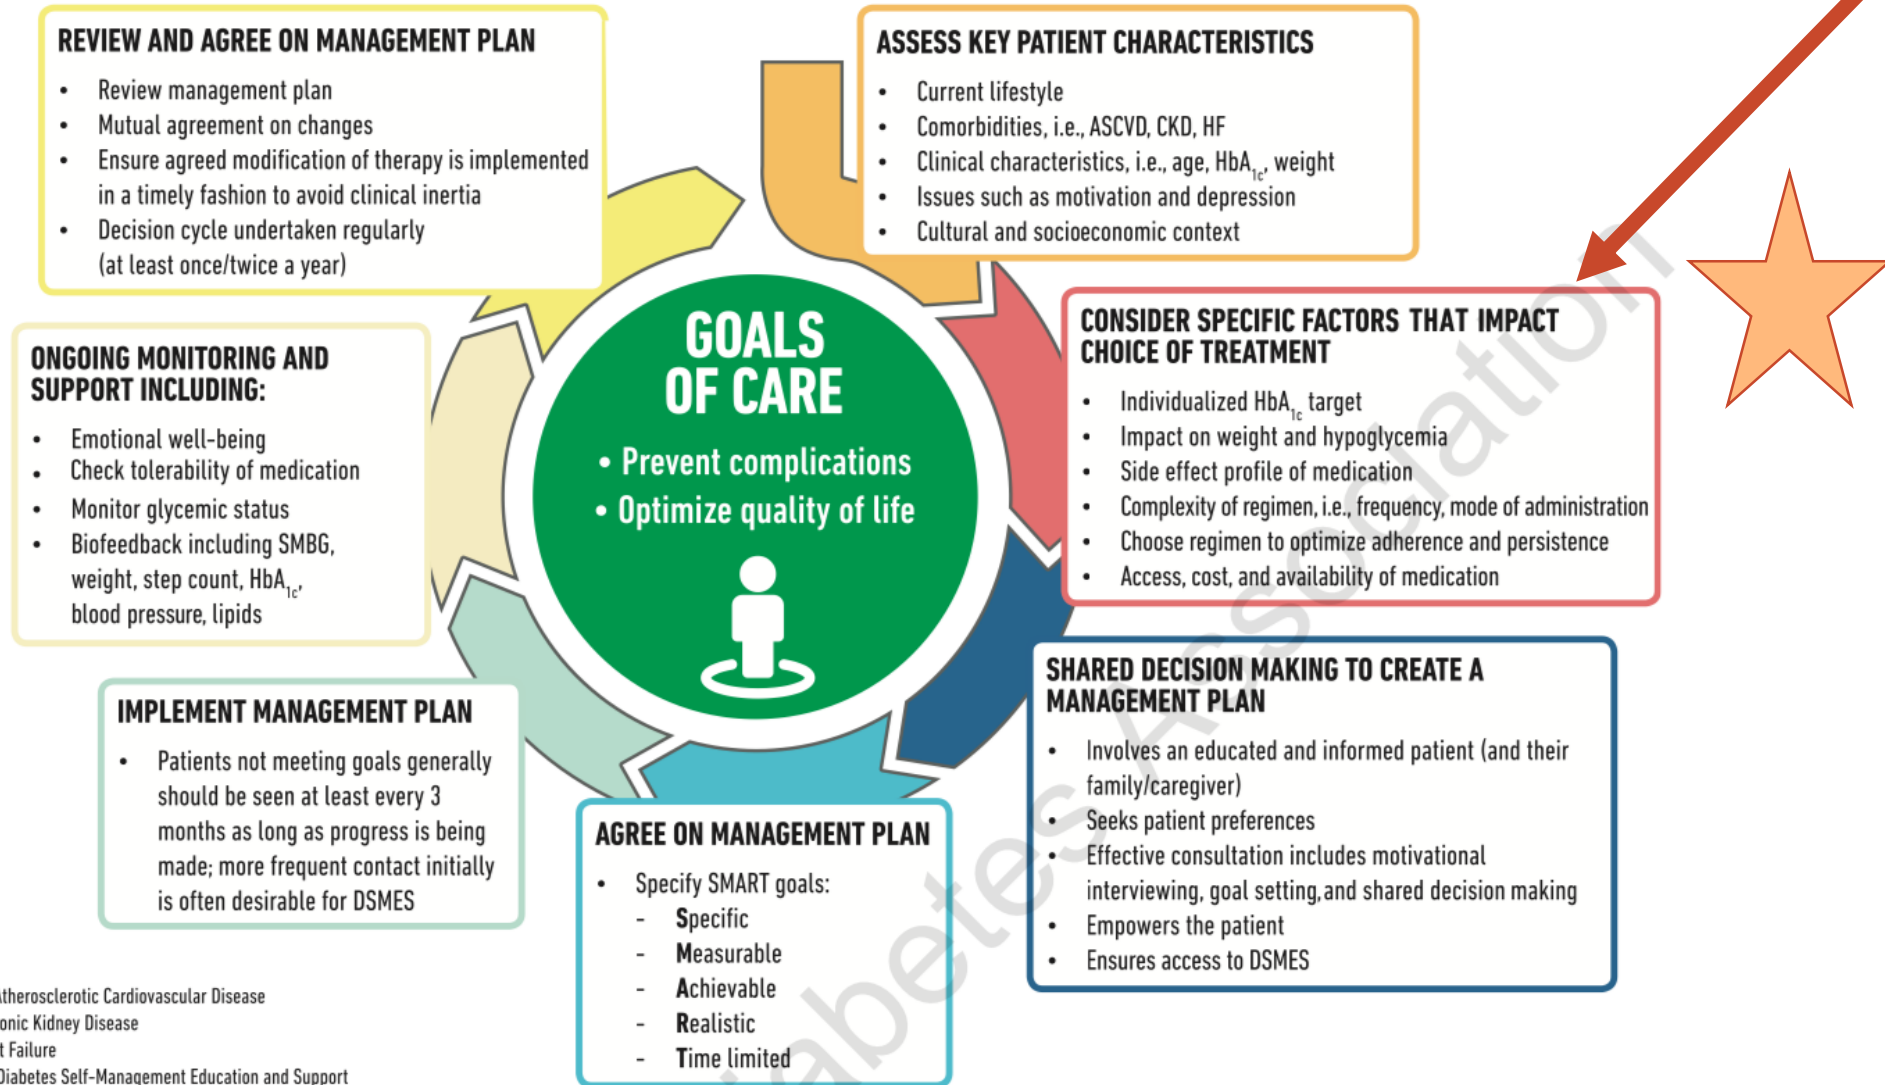 REVIEW AND AGREE ON MANAGEMENT PLAN
• Review management plan
• Mutual agreement on changes
• Ensure agreed modification of therapy is implemented
in a timely fashion to avoid clinical inertia
• Decision cycle undertaken regularly
(at least once/twice a year)
ASSESS KEY PATIENT CHARACTERISTICS
• Current lifestyle
• Comorbidities, i.e., ASCVD, CKD, HF
• Clinical characteristics, i.e., age, HbA1c, weight
• Issues such as motivation and depression
• Cultural and socioeconomic context
CONSIDER SPECIFIC FACTORS THAT IMPACT
CHOICE OF TREATMENT
• Individualized HbA1c target
• Impact on weight and hypoglycemia
• Side effect profile of medication
• Complexity of regimen, i.e., frequency, mode of administration
• Choose regimen to optimize adherence and persistence
• Access, cost, and availability of medication
SHARED DECISION MAKING TO CREATE A
MANAGEMENT PLAN
• Involves an educated and informed patient (and their
family/caregiver)
• Seeks patient preferences
• Effective consultation includes motivational
interviewing, goal setting, and shared decision making
• Empowers the patient
• Ensures access to DSMES
AGREE ON MANAGEMENT PLAN
• Specify SMART goals:
- Specific
- Measurable
- Achievable
- Realistic
- Time limited
IMPLEMENT MANAGEMENT PLAN
• Patients not meeting goals generally
should be seen at least every 3
months as long as progress is being
made; more frequent contact initially
is often desirable for DSMES
ONGOING MONITORING AND
SUPPORT INCLUDING:
• Emotional well-being
• Check tolerability of medication
• Monitor glycemic status
• Biofeedback including SMBG,
weight, step count, HbA1c,
blood pressure, lipids
GOALS
OF CARE
• Prevent complications
• Optimize quality of life
Atherosclerotic Cardiovascular Disease
onic Kidney Disease
t Failure
Diabetes Self-Management Education and Support
iabetes Association